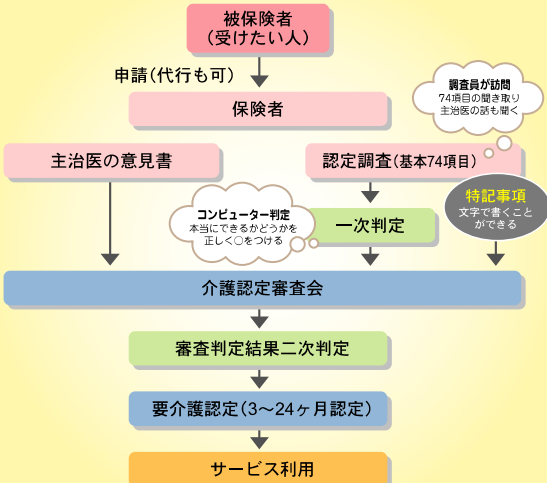 被保険者
（受けたい人）
申請（代行も可）
保険者
調査員が訪問
74項目の聞き取り
主治医の話も聞く
主治医の意見書
認定調査（基本74項目）
特記事項
文字で書くこと
ができる
コンピューター判定
本当にできるかどうかを
正しく○をつける
一次判定
介護認定審査会
審査判定結果二次判定
要介護認定（3～24ヶ月認定）
サービス利用